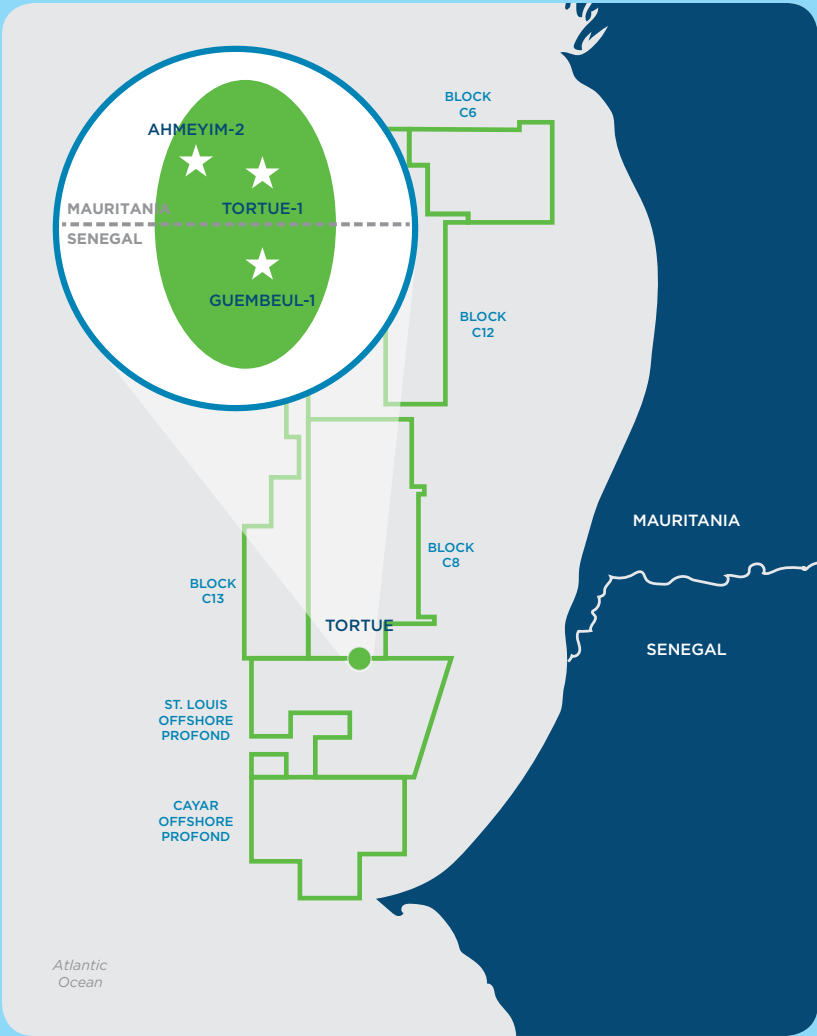 BLOCK
C6
AHMEYIM-2
MAURITANIA
TORTUE-1
SENEGAL
GUEMBEUL-1
BLOCK
C12
MAURITANIA
BLOCK
C8
BLOCK
C13
TORTUE
SENEGAL
ST. LOUIS
OFFSHORE
PROFOND
CAYAR
OFFSHORE
PROFOND
Atlantic
Ocean